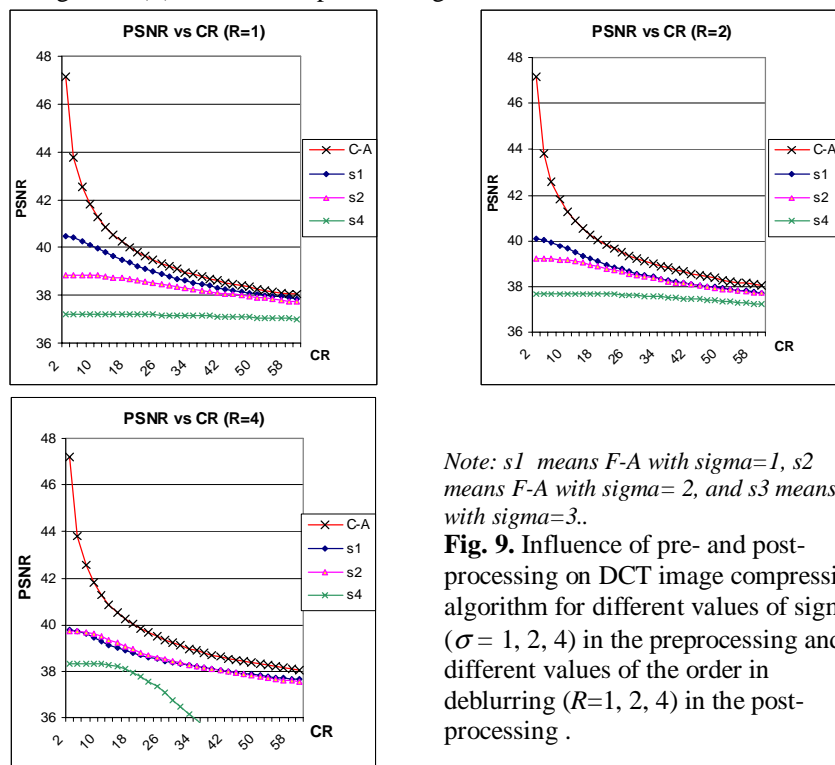 PSNR vs CR (R=1)
48
46
44
42
40
38
36
PSNR
2
10
18
26
34
42
50
58
CR
C-A
s1
s2
s4
PSNR vs CR (R=2)
48
46
44
42
40
38
36
PSNR
2
10
18
26
34
42
50
58
CR
C-A
s1
s2
s4
PSNR vs CR (R=4)
48
46
44
42
40
38
36
PSNR
2
10
18
26
34
42
50
58
CR
C-A
s1
s2
s4
Note: s1 means F-A with sigma=1, s2
means F-A with sigma= 2, and s3 means
with sigma=3..
Fig. 9. Influence of pre- and post-
processing on DCT image compressi
algorithm for different values of sigm
(σ = 1, 2, 4) in the preprocessing and
different values of the order in
deblurring (R=1, 2, 4) in the post-
processing .